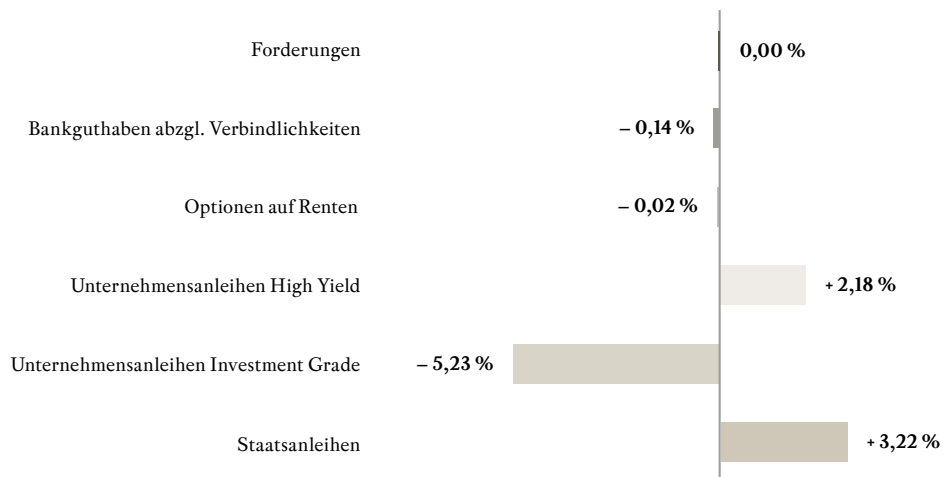 Forderungen 0,00 %
Bankguthaben abzgl. Verbindlichkeiten – 0,14 %
Optionen auf Renten – 0,02 %
Unternehmensanleihen High Yield + 2,18 %
Unternehmensanleihen Investment Grade – 5,23 %
Staatsanleihen + 3,22 %